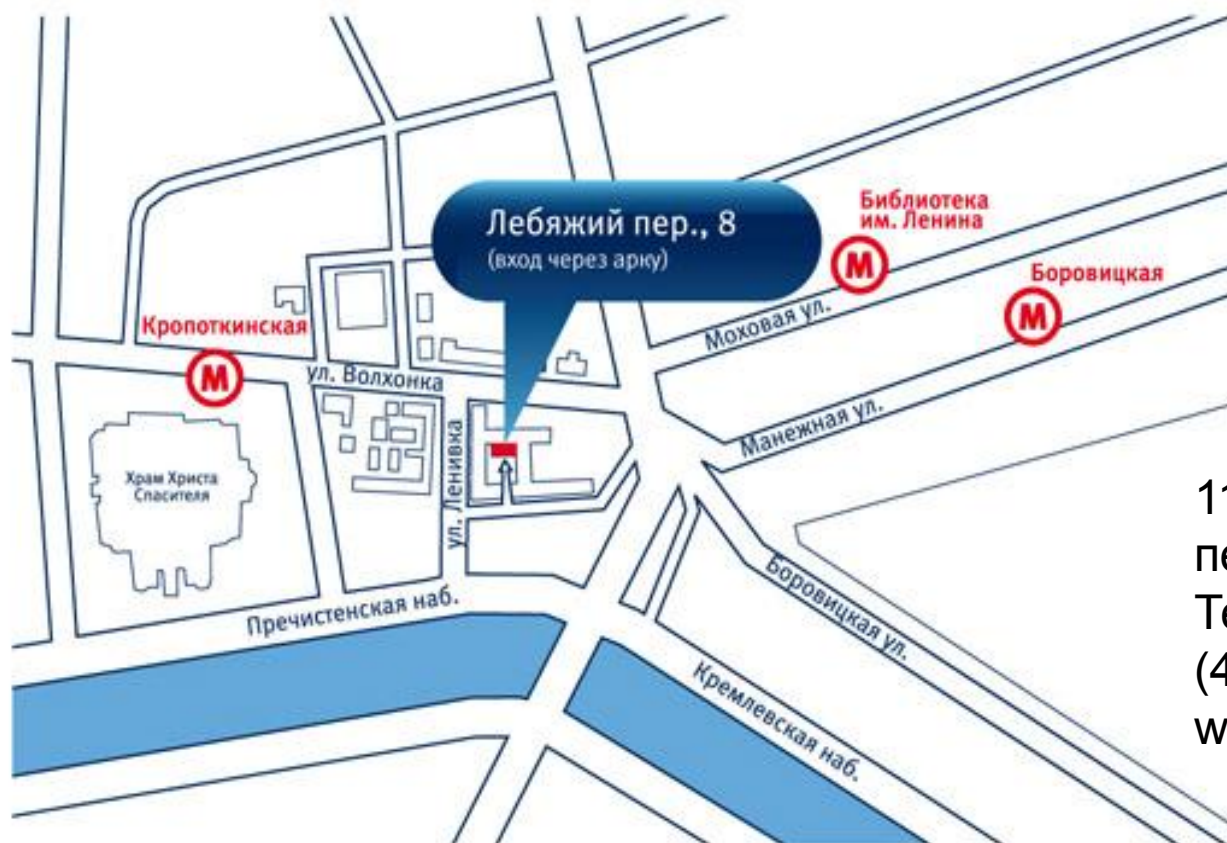 Лебяжий пер., 8
(вход через арку)
Библиотека
им. Ленина
М
Боровицкая
М
Кропоткинская
М
Моховая ул.
ул. Волхонка
Манежная ул.
ул. Ленивка
Храм Христа
Спасителя
Боровицкая ул.
Пречистенская наб.
Кремлевская наб.